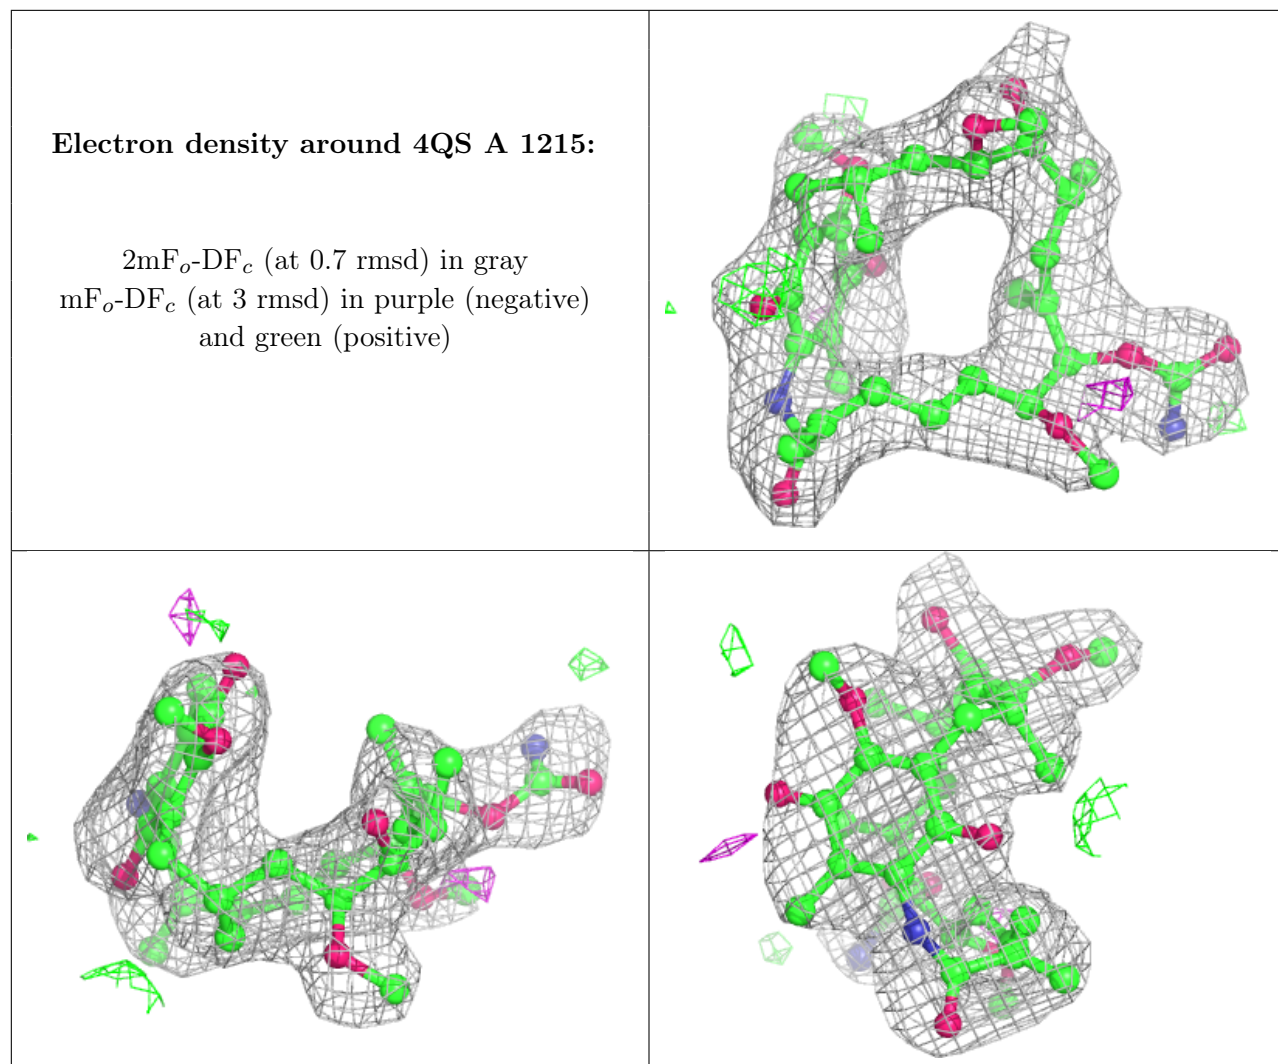 Electron density around 4QS A 1215:
2mFo-DFc (at 0.7 rmsd) in gray
mFo-DFc (at 3 rmsd) in purple (negative)
and green (positive)